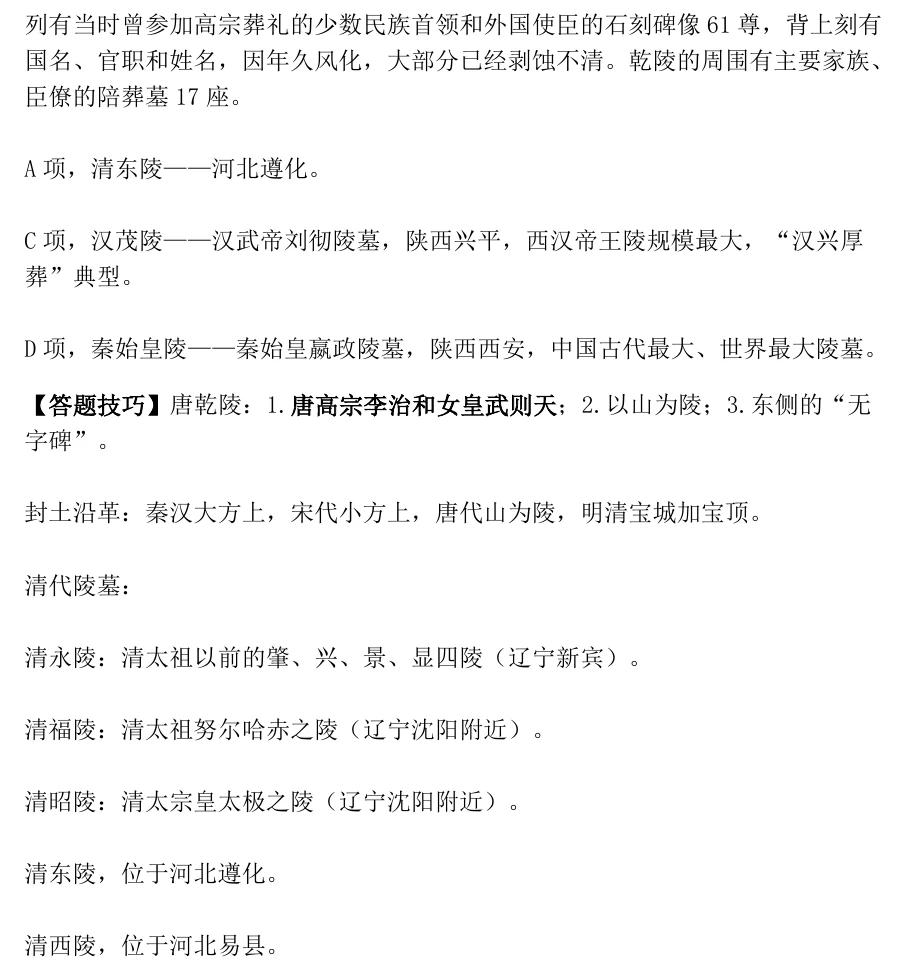 列有当时曾参加高宗葬礼的少数民族首领和外国使臣的石刻碑像 61 尊，背上刻有
国名、官职和姓名，因年久风化，大部分已经剥蚀不清。乾陵的周围有主要家族、
臣僚的陪葬墓 17 座。
A 项，清东陵——河北遵化。
C 项，汉茂陵——汉武帝刘彻陵墓，陕西兴平，西汉帝王陵规模最大，“汉兴厚
葬”典型。
D 项，秦始皇陵——秦始皇嬴政陵墓，陕西西安，中国古代最大、世界最大陵墓。
【答题技巧】唐乾陵：1.唐高宗李治和女皇武则天；2.以山为陵；3.东侧的“无
字碑”。
封土沿革：秦汉大方上，宋代小方上，唐代山为陵，明清宝城加宝顶。
清代陵墓：
清永陵：清太祖以前的肇、兴、景、显四陵（辽宁新宾）。
清福陵：清太祖努尔哈赤之陵（辽宁沈阳附近）。
清昭陵：清太宗皇太极之陵（辽宁沈阳附近）。
清东陵，位于河北遵化。
清西陵，位于河北易县。